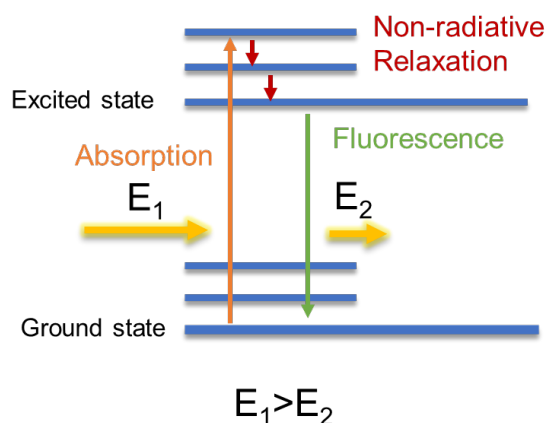 Non-radiative
Relaxation
Excited state
Absorption
Fluorescence
E₁
E₂
Ground state
E₁>E₂